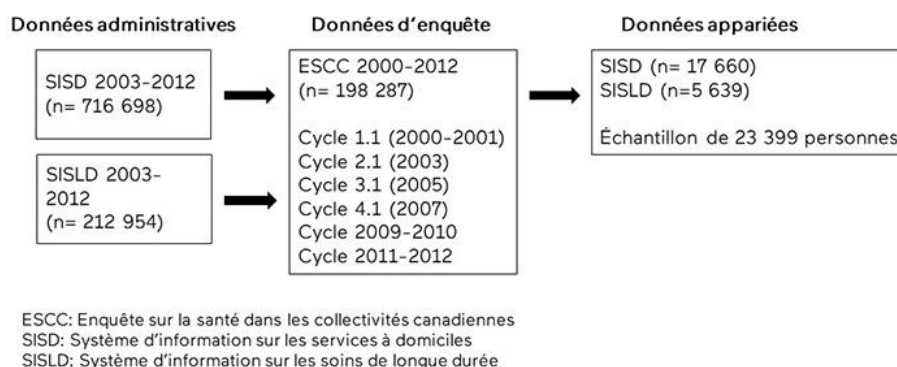 Données administratives
SISD 2003-2012
(n= 716 698)
SISLD 2003-
2012
(n= 212 954)
Données d'enquête
ESCC 2000-2012
(n= 198 287)
Cycle 1.1 (2000-2001)
Cycle 2.1 (2003)
Cycle 3.1 (2005)
Cycle 4.1 (2007)
Cycle 2009-2010
Cycle 2011-2012
Données appariées
SISD (n= 17 660)
SISLD (n=5 639)
Échantillon de 23 399 personnes
ESCC: Enquête sur la santé dans les collectivités canadiennes
SISD: Système d'information sur les services à domiciles
SISLD: Système d'information sur les soins de longue durée